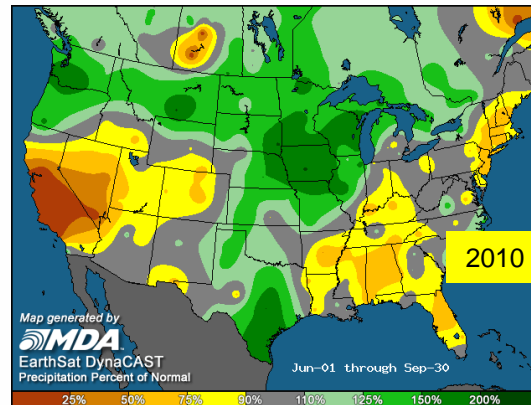 2010
Map generated by
MDA
EarthSat DynaCAST
Precipitation Percent of Normal
Jun-01 through Sep-30
25% 50% 75% 90% 110% 125% 150% 200%